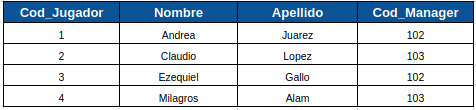 Cod_Jugador Nombre Apellido Cod_Manager
1 Andrea Juarez 102
2 Claudio Lopez 103
3 Ezequiel Gallo 102
4 Milagros Alam 103